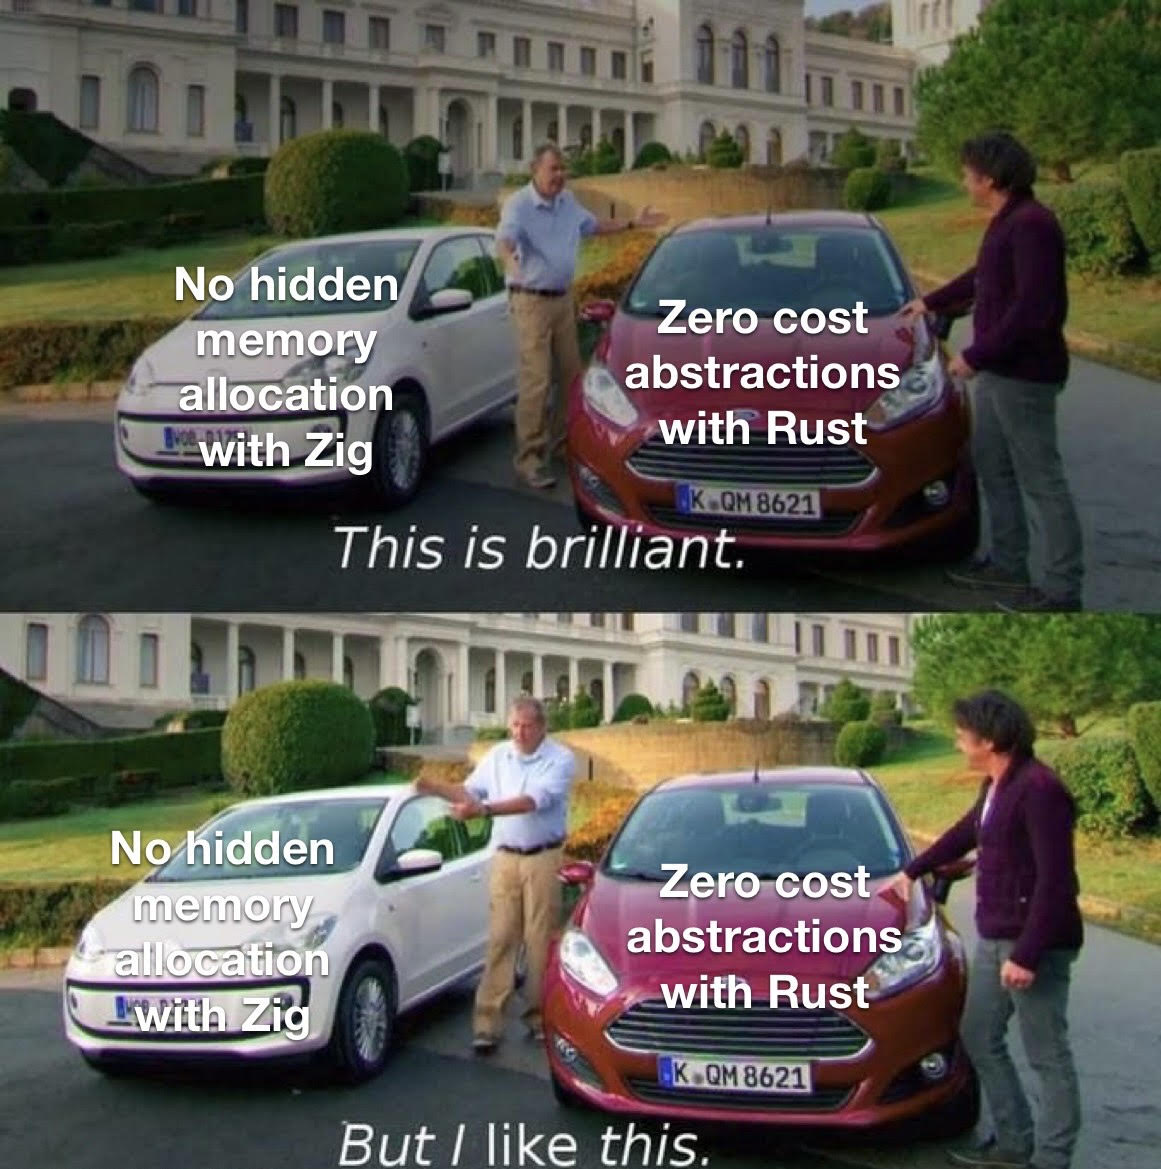 No hidden
memory
allocation
with Zig
Zero cost
abstractions
with Rust
K QM 8621
This is brilliant.
No hidden
memory
allocation
with Zig
Zero cost
abstractions
with Rust
K QM 8621
But I like this.